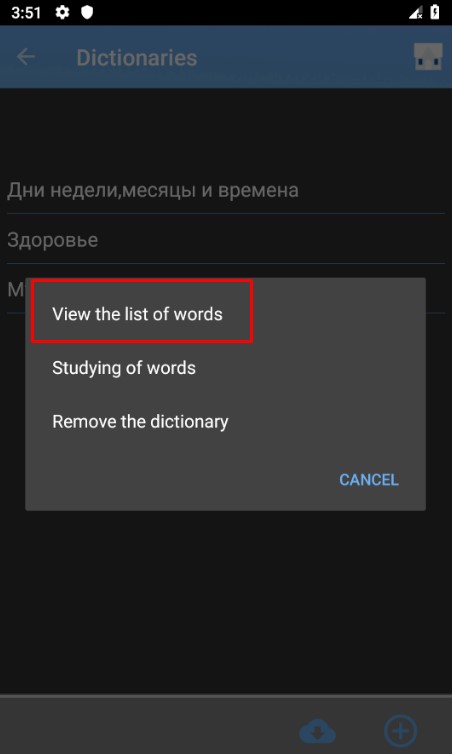 3:51
Dictionaries
Дни недели,месяцы и времена
Здоровье
М
View the list of words
Studying of words
Remove the dictionary
CANCEL